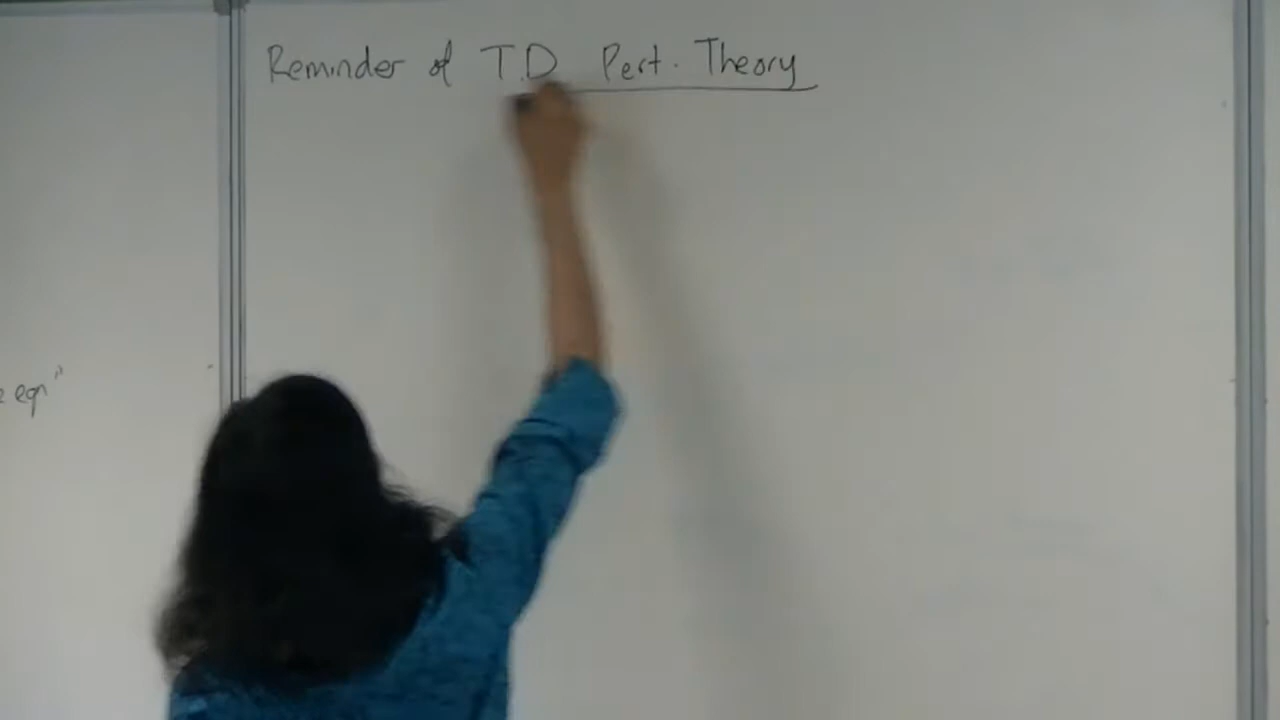 Reminder of T.D Pert. Theory
eqn"